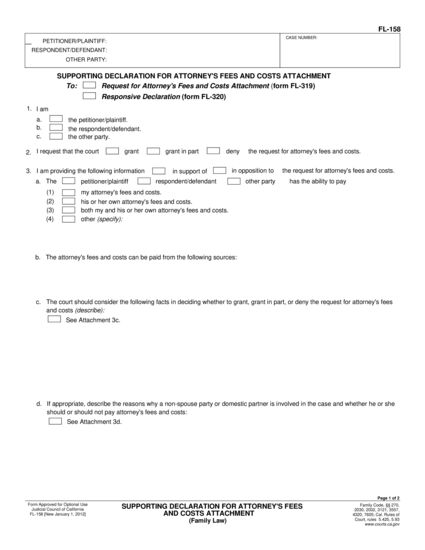 FL-158
PETITIONER/PLAINTIFF:
RESPONDENT/DEFENDANT:
OTHER PARTY:
CASE NUMBER:
SUPPORTING DECLARATION FOR ATTORNEY'S FEES AND COSTS ATTACHMENT
To: Request for Attorney's Fees and Costs Attachment (form FL-319)
Responsive Declaration (form FL-320)
1. I am
a. the petitioner/plaintiff.
b. the respondent/defendant.
c. the other party.
2. I request that the court grant grant in part deny the request for attorney's fees and costs.
3. I am providing the following information in support of in opposition to the request for attorney's fees and costs.
a. The petitioner/plaintiff respondent/defendant other party has the ability to pay
(1) my attorney's fees and costs.
(2) his or her own attorney's fees and costs.
(3) both my and his or her own attorney's fees and costs.
(4) other (specify):
b. The attorney's fees and costs can be paid from the following sources:
c. The court should consider the following facts in deciding whether to grant, grant in part, or deny the request for attorney's fees
and costs (describe):
See Attachment 3c.
d. If appropriate, describe the reasons why a non-spouse party or domestic partner is involved in the case and whether he or she
should or should not pay attorney's fees and costs:
See Attachment 3d.
Page 1 of 2
Form Approved for Optional Use
Judicial Council of California
FL-158 [New January 1, 2012]
SUPPORTING DECLARATION FOR ATTORNEY'S FEES
AND COSTS ATTACHMENT
(Family Law)
Family Code, §§ 270,
2030, 2032, 3121, 3557,
4320, 7605; Cal. Rules of
Court, rules 5.425, 5.93
www.courts.ca.gov